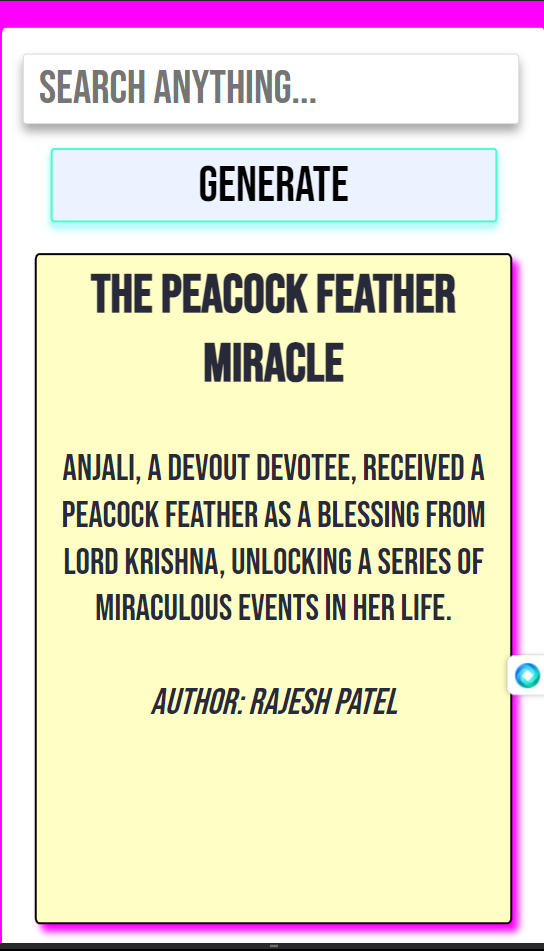 SEARCH ANYTHING...
GENERATE
THE PEACOCK FEATHER
MIRACLE
ANJALI, A DEVOUT DEVOTEE, RECEIVED A
PEACOCK FEATHER AS A BLESSING FROM
LORD KRISHNA, UNLOCKING A SERIES OF
MIRACULOUS EVENTS IN HER LIFE.
AUTHOR: RAJESH PATEL